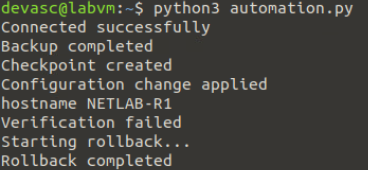 devasc@labvm:~$ python3 automation.py
Connected successfully
Backup completed
Checkpoint created
Configuration change applied
hostname NETLAB-R1
Verification failed
Starting rollback...
Rollback completed